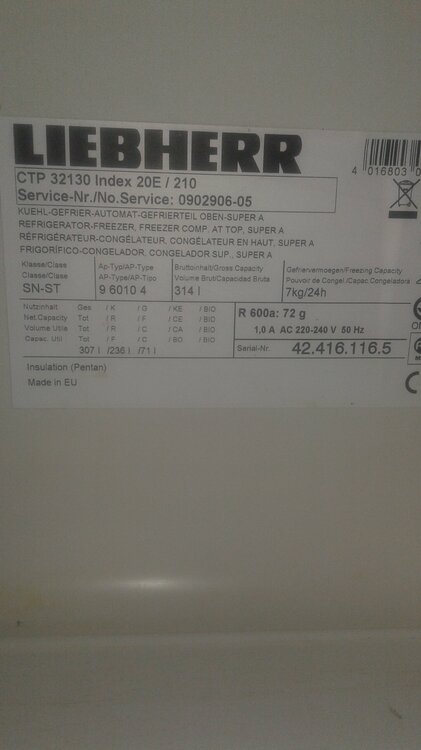 LIEBHERR
4 016803 0
CTP 32130 Index 20E / 210
Service-Nr./No.Service: 0902906-05
KUEHL-GEFRIER-AUTOMAT-GEFRIERTEIL OBEN-SUPER A
REFRIGERATOR-FREEZER, FREEZER COMP. AT TOP, SUPER A
RÉFRIGÉRATEUR-CONGÉLATEUR, CONGÉLATEUR EN HAUT, SUPER A
FRIGORÍFICO-CONGELADOR, CONGELADOR SUP., SUPER A
Klasse/Class Ap-Typ/AP-Type Bruttoinhalt/Gross Capacity Gefriervermoegen/Freezing Capacity
Classe/Clase AP-Type/AP-Tipo Volume Brut/Capacidad Bruta Pouvoir de Congel./Capac.Congeladora
SN-ST 9 6010 4 314 l 7kg/24h
Nutzinhalt Ges / K / G / KE / BIO R 600a: 72 g
Net.Capacity Tot / R / F / CE / BIO
Volume Utile Tot / R / C / CA / BIO 1,0 A AC 220-240 V 50 Hz
Capac. Util Tot / F / C / BO / BIO
307 l /236 l /71 l Serial-Nr. 42.416.116.5
Insulation (Pentan)
Made in EU